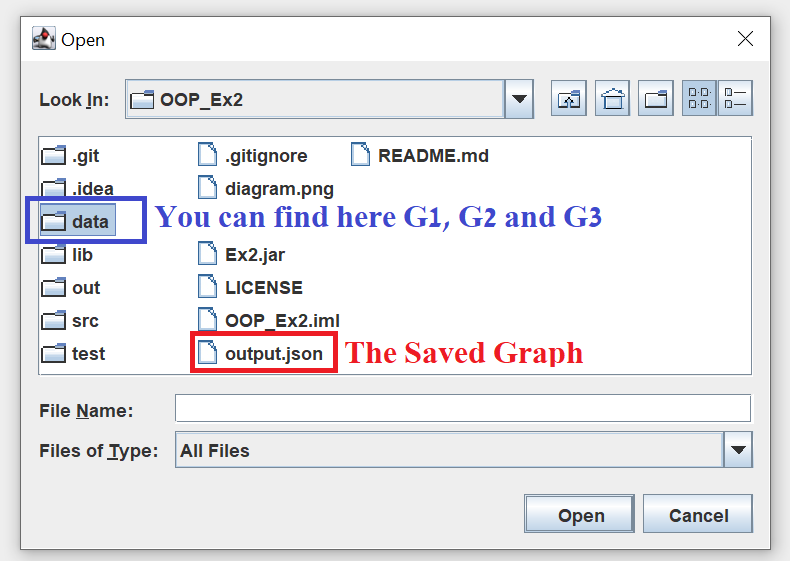 Open
Look In: OOP_Ex2
.git .gitignore README.md
.idea diagram.png
data You can find here G1, G2 and G3
lib Ex2.jar
out LICENSE
src OOP_Ex2.iml
test output.json The Saved Graph
File Name:
Files of Type: All Files
Open Cancel